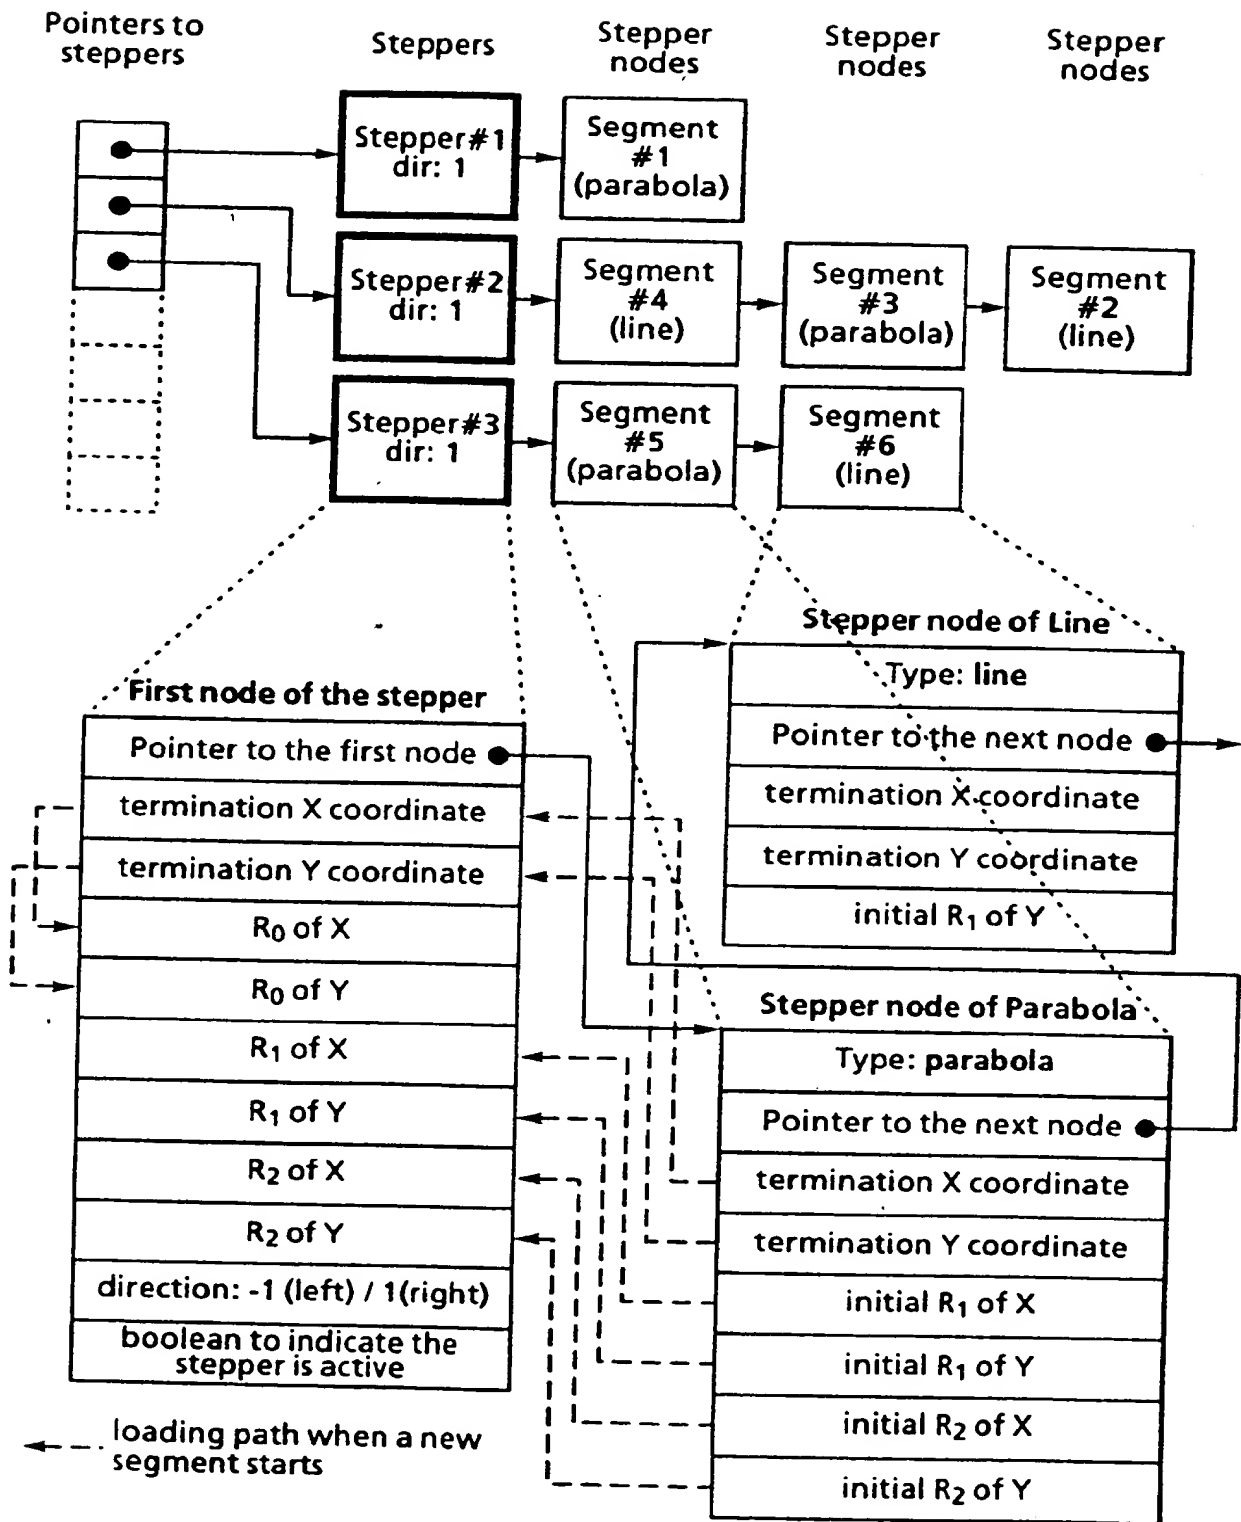 Pointers to
steppers
Steppers
Stepper
nodes
Stepper
nodes
Stepper
nodes
Stepper#1
dir: 1
Segment
#1
(parabola)
Stepper#2
dir: 1
Segment
#4
(line)
Segment
#3
(parabola)
Segment
#2
(line)
Stepper#3
dir: 1
Segment
#5
(parabola)
Segment
#6
(line)
Stepper node of Line
Type: line
Pointer to the next node
termination X coordinate
termination Y coordinate
initial R1 of Y
First node of the stepper
Pointer to the first node
termination X coordinate
termination Y coordinate
R0 of X
R0 of Y
R1 of X
R1 of Y
R2 of X
R2 of Y
direction: -1 (left) / 1(right)
boolean to indicate the
stepper is active
Stepper node of Parabola
Type: parabola
Pointer to the next node
termination X coordinate
termination Y coordinate
initial R1 of X
initial R1 of Y
initial R2 of X
initial R2 of Y
loading path when a new
segment starts